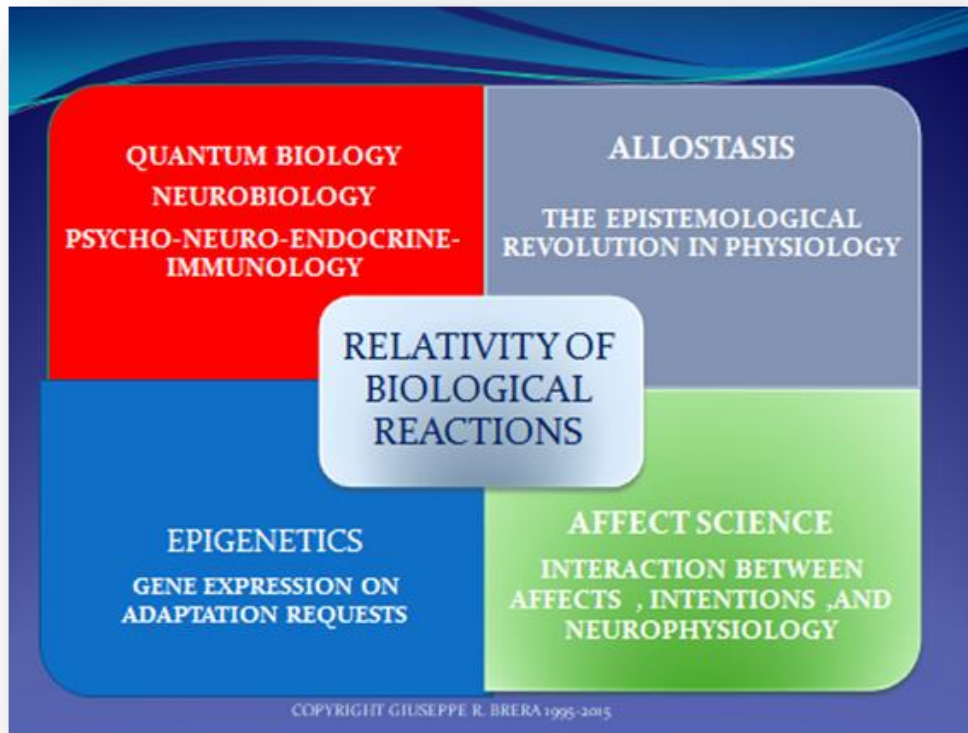 QUANTUM BIOLOGY
NEUROBIOLOGY
PSYCHO-NEURO-ENDOCRINE-
IMMUNOLOGY
ALLOSTASIS
THE EPISTEMOLOGICAL
REVOLUTION IN PHYSIOLOGY
RELATIVITY OF
BIOLOGICAL
REACTIONS
EPIGENETICS
GENE EXPRESSION ON
ADAPTATION REQUESTS
AFFECT SCIENCE
INTERACTION BETWEEN
AFFECTS , INTENTIONS ,AND
NEUROPHYSIOLOGY
COPYRIGHT GIUSEPPE R. BRERA 1995-2015